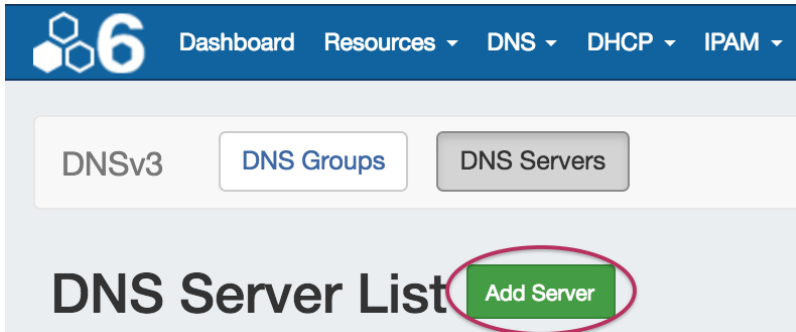 6 Dashboard Resources DNS DHCP IPAM
DNSv3 DNS Groups DNS Servers
DNS Server List Add Server